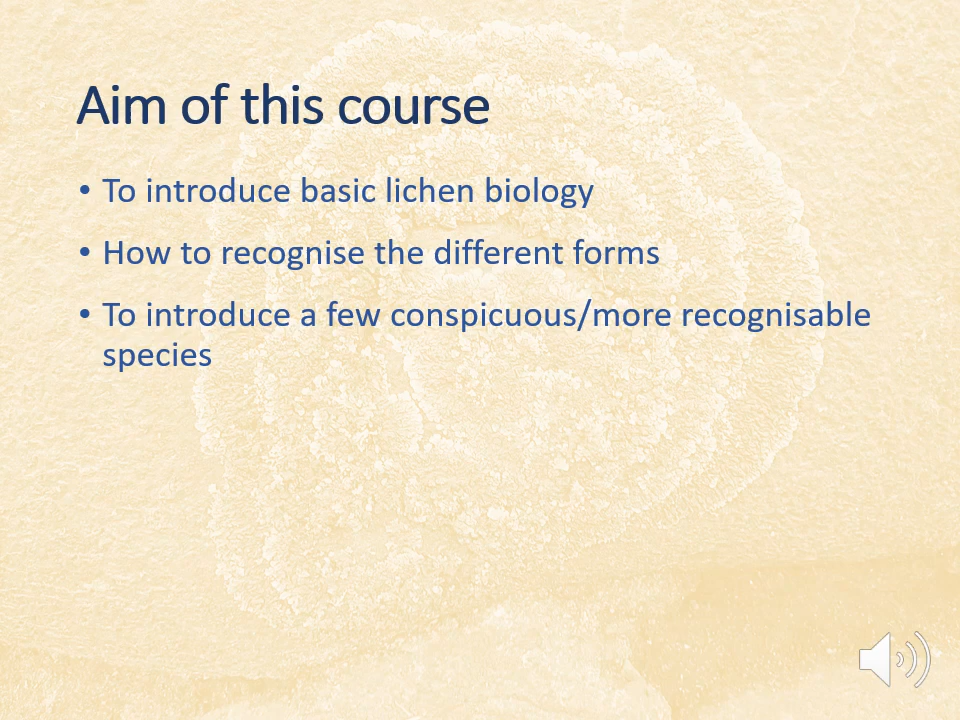 Aim of this course
• To introduce basic lichen biology
• How to recognise the different forms
• To introduce a few conspicuous/more recognisable
species